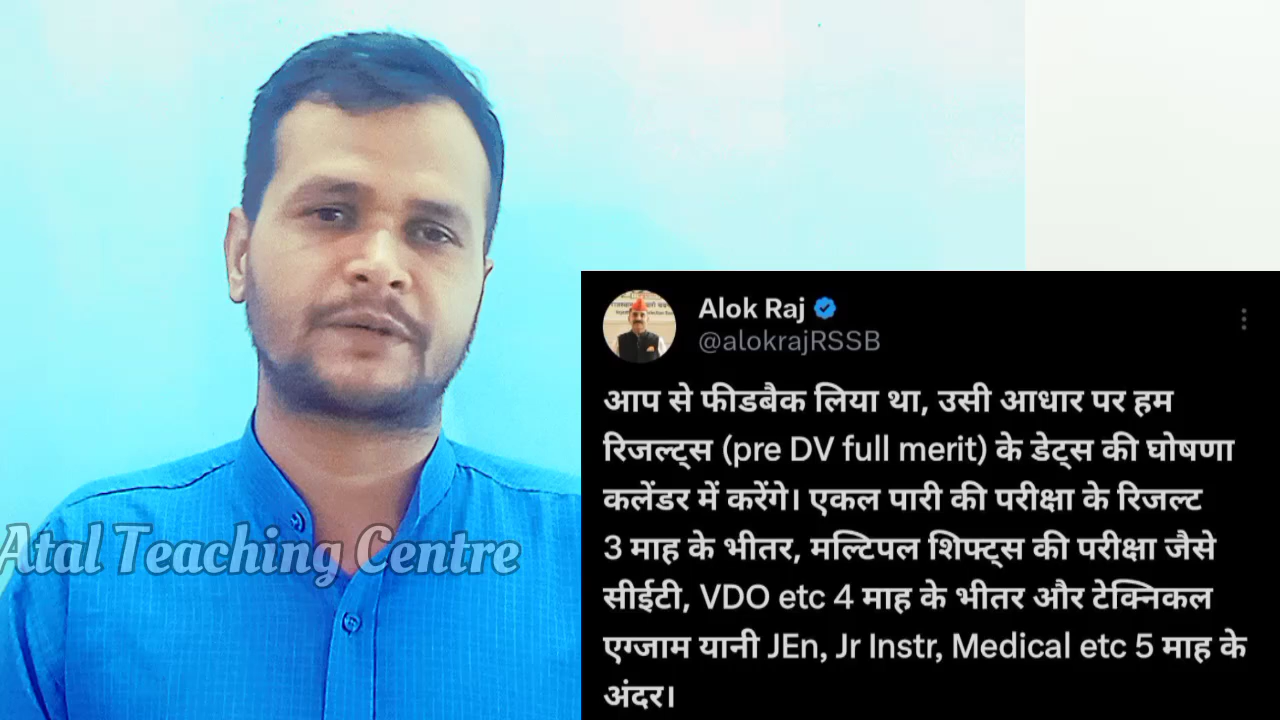 Atal Teaching Centre
Alok Raj
@alokrajRSSB
आप से फीडबैक लिया था, उसी आधार पर हम
रिजल्ट्स (pre DV full merit) के डेट्स की घोषणा
कलेंडर में करेंगे। एकल पारी की परीक्षा के रिजल्ट
3 माह के भीतर, मल्टिपल शिफ्ट्स की परीक्षा जैसे
सीईटी, VDO etc 4 माह के भीतर और टेक्निकल
एग्जाम यानी JEn, Jr Instr, Medical etc 5 माह के
अंदर।